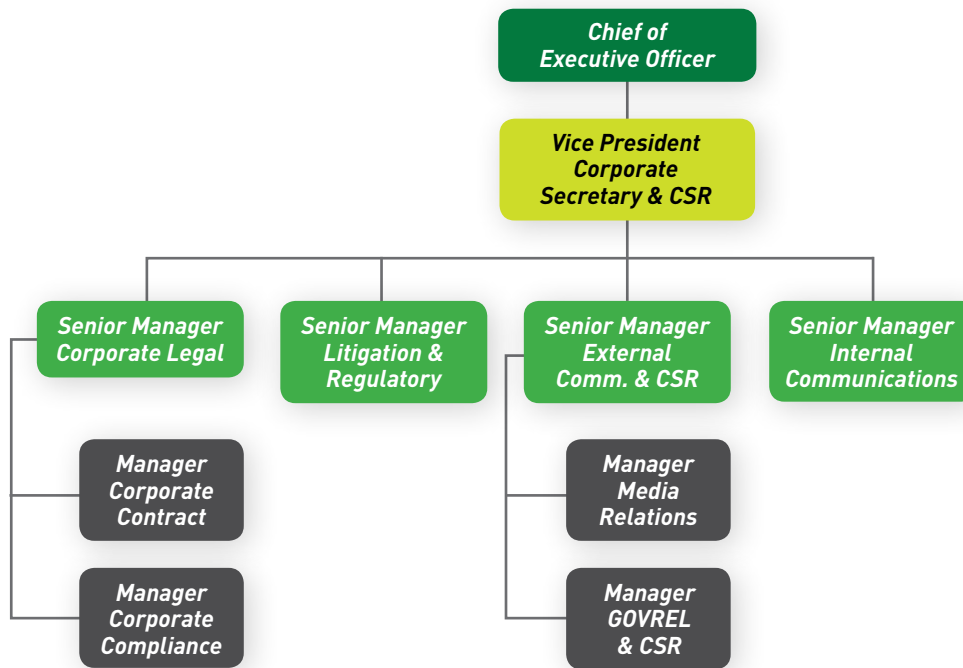 Chief of
Executive Officer
Vice President
Corporate
Secretary & CSR
Senior Manager
Corporate Legal
Senior Manager
Litigation &
Regulatory
Senior Manager
External
Comm. & CSR
Senior Manager
Internal
Communications
Manager
Corporate
Contract
Manager
Media
Relations
Manager
Corporate
Compliance
Manager
GOVREL
& CSR